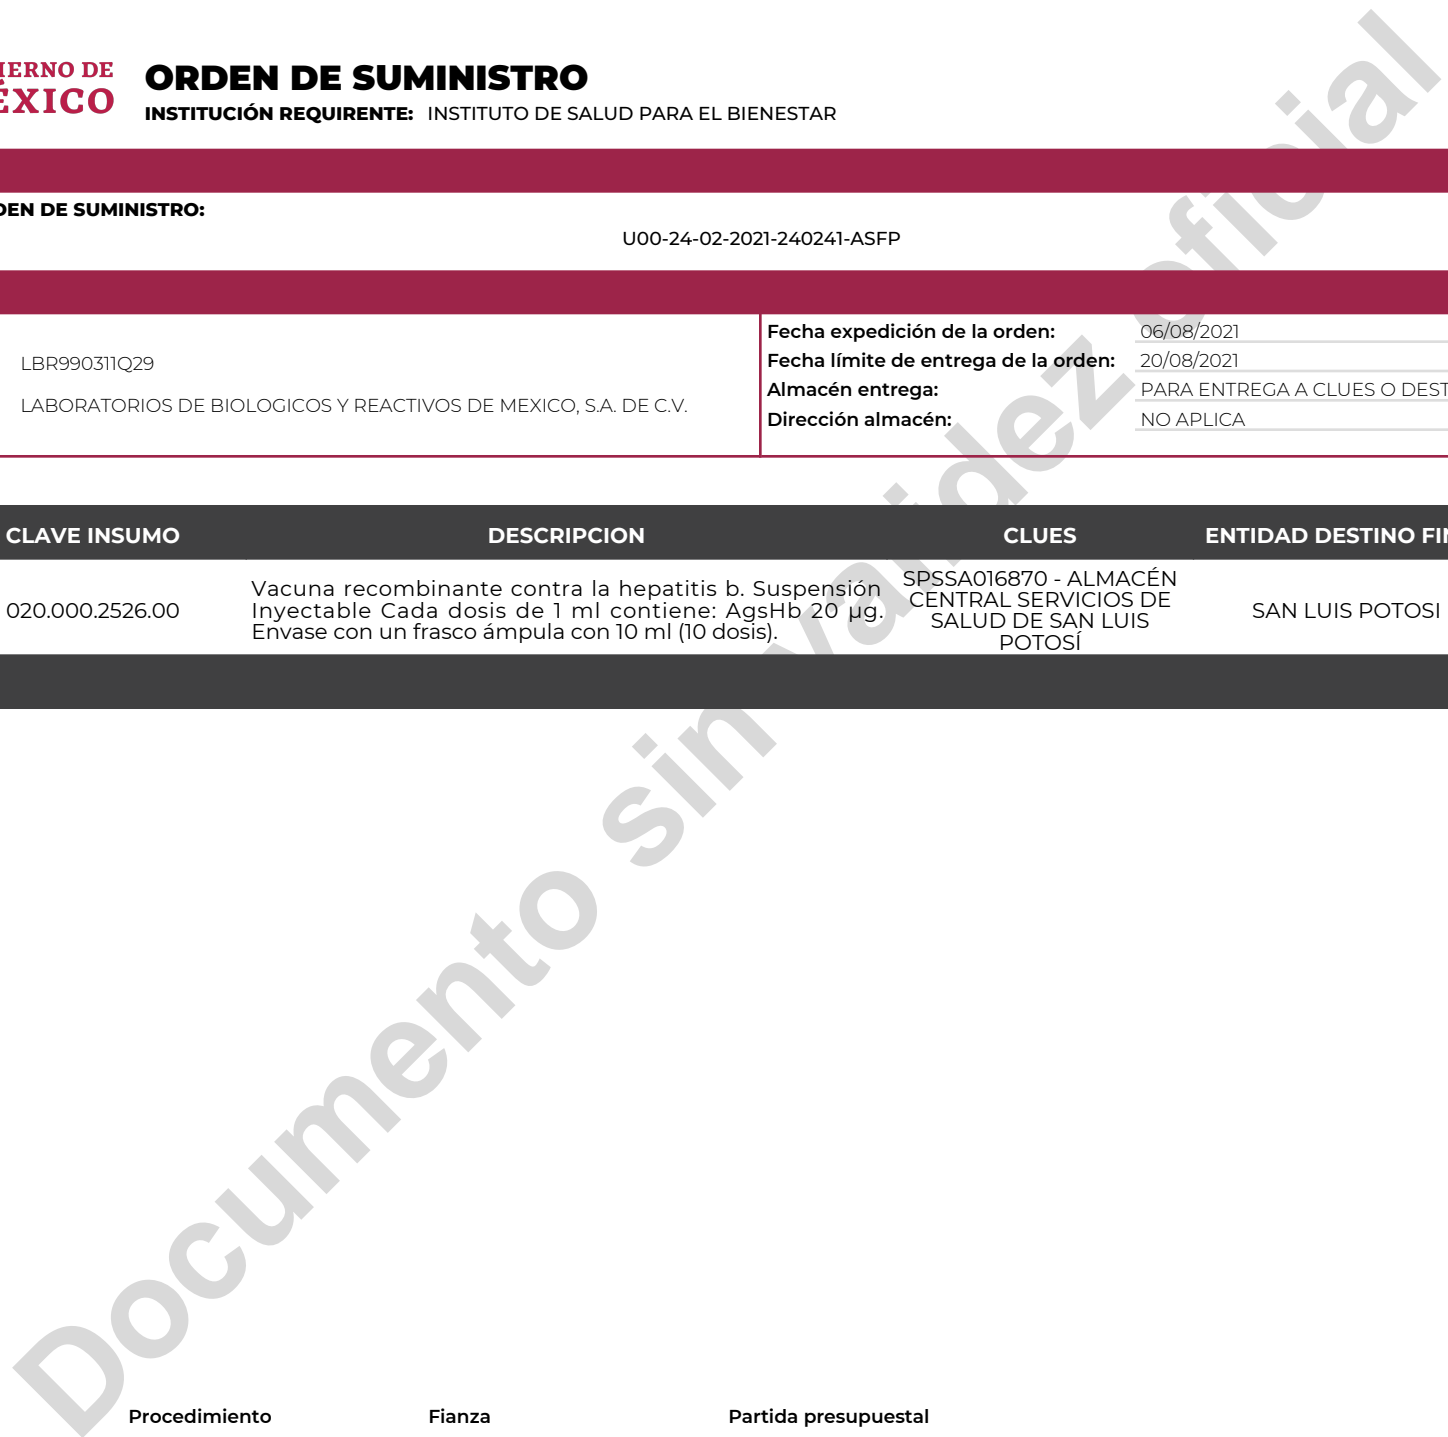 IERNO DE
ÉXICO
ORDEN DE SUMINISTRO
INSTITUCIÓN REQUIRENTE: INSTITUTO DE SALUD PARA EL BIENESTAR
DEN DE SUMINISTRO:
U00-24-02-2021-240241-ASFP
LBR990311Q29
LABORATORIOS DE BIOLOGICOS Y REACTIVOS DE MEXICO, S.A. DE C.V.
Fecha expedición de la orden: 06/08/2021
Fecha límite de entrega de la orden: 20/08/2021
Almacén entrega: PARA ENTREGA A CLUES O DEST
Dirección almacén: NO APLICA
CLAVE INSUMO DESCRIPCION CLUES ENTIDAD DESTINO FIN
020.000.2526.00
Vacuna recombinante contra la hepatitis b. Suspensión
Inyectable Cada dosis de 1 ml contiene: AgsHb 20 µg.
Envase con un frasco ámpula con 10 ml (10 dosis).
SPSSA016870 - ALMACÉN
CENTRAL SERVICIOS DE
SALUD DE SAN LUIS
POTOSÍ
SAN LUIS POTOSI
Documento sin validez oficial
Procedimiento Fianza Partida presupuestal